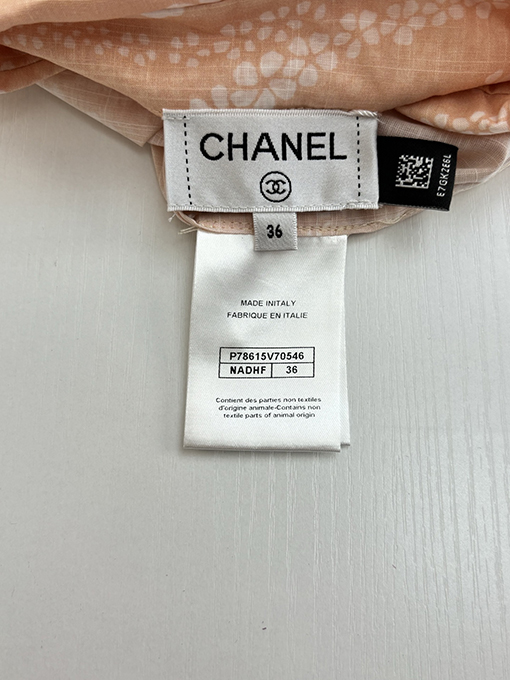 CHANEL
E7GK2E6L
36
MADE INITALY
FABRIQUE EN ITALIE
P78615V70546
NADHF 36
Contient des parties non textiles
d'origine animale-Contains non
textile parts of animal origin